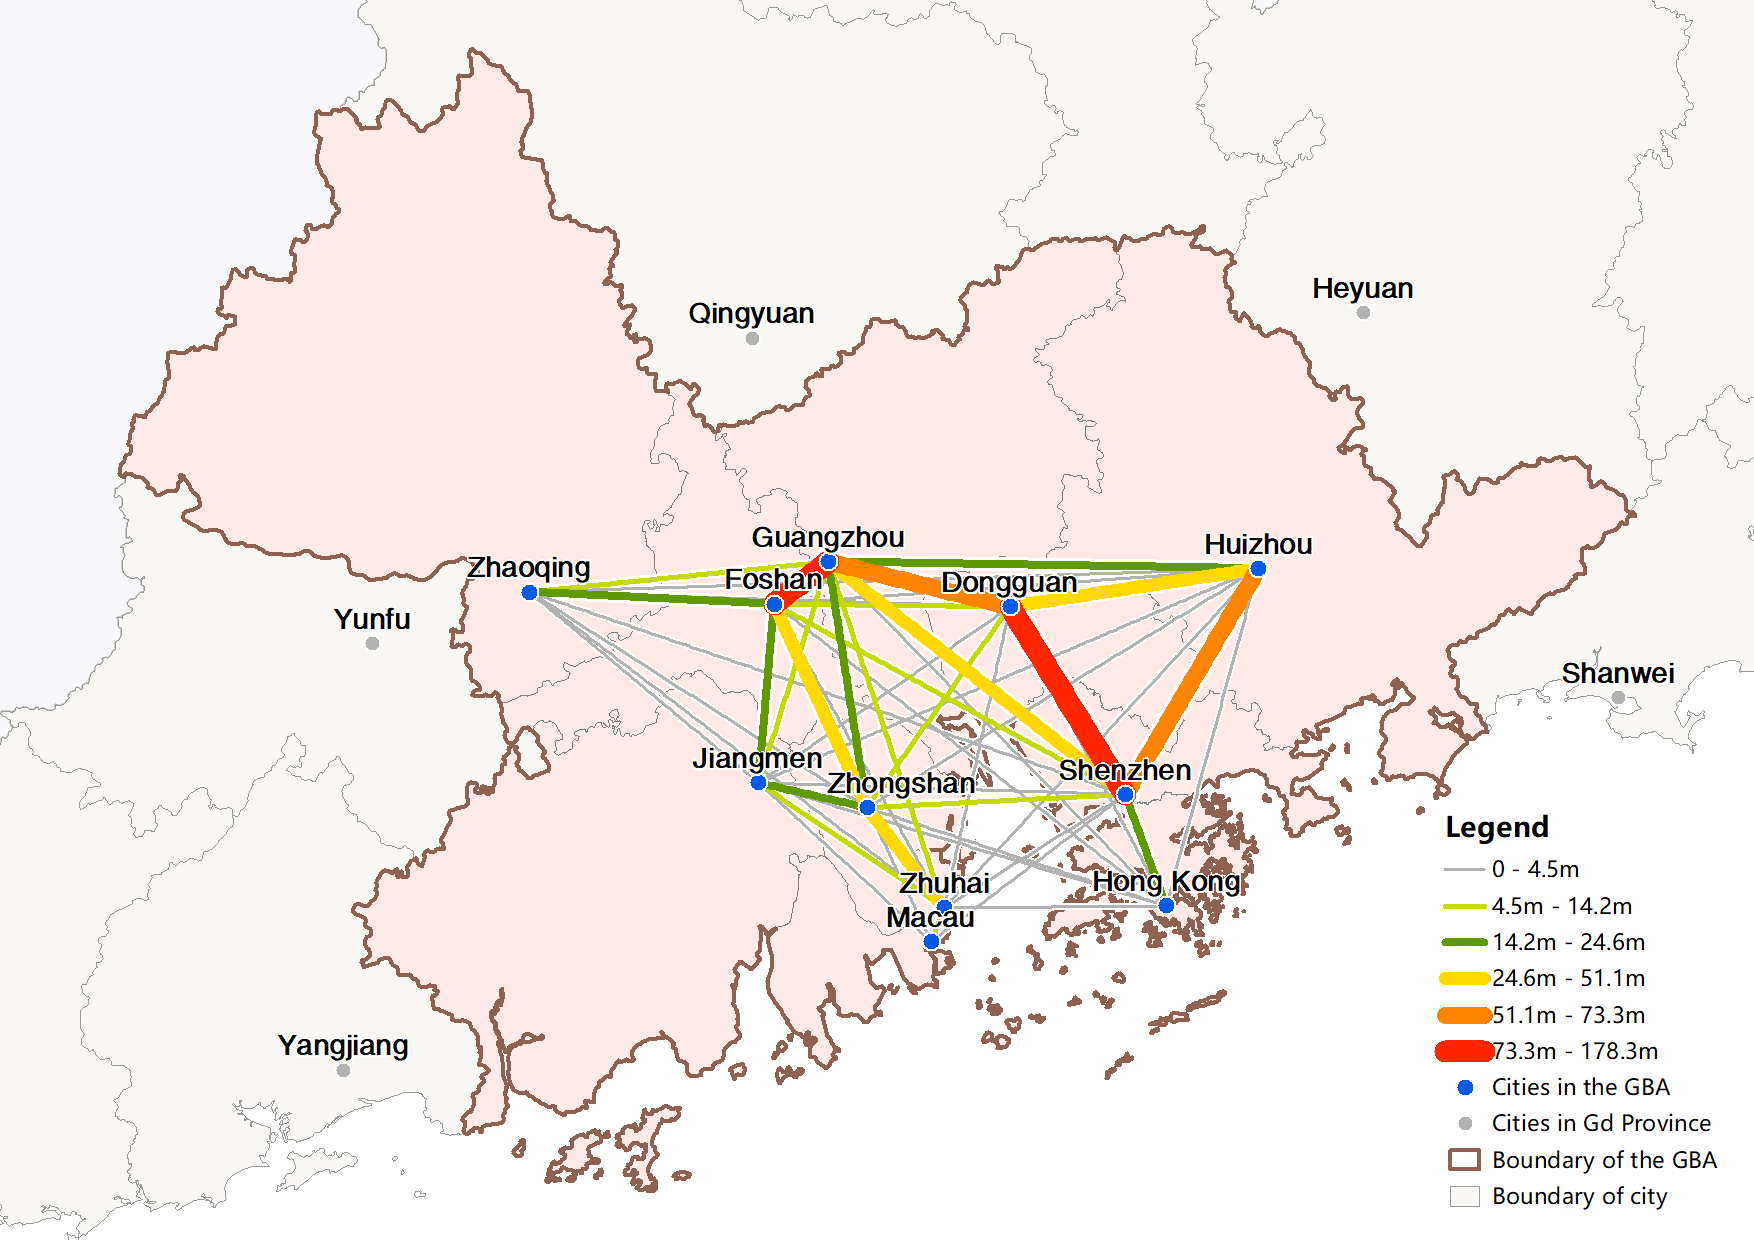 Heyuan
Qingyuan
Guangzhou
Huizhou
Zhaoqing
Foshan
Dongguan
Yunfu
Shanwei
Jiangmen
Shenzhen
Zhongshan
Zhuhai
Hong Kong
Macau
Yangjiang
Legend
0 - 4.5m
4.5m - 14.2m
14.2m - 24.6m
24.6m - 51.1m
51.1m - 73.3m
73.3m - 178.3m
Cities in the GBA
Cities in Gd Province
Boundary of the GBA
Boundary of city